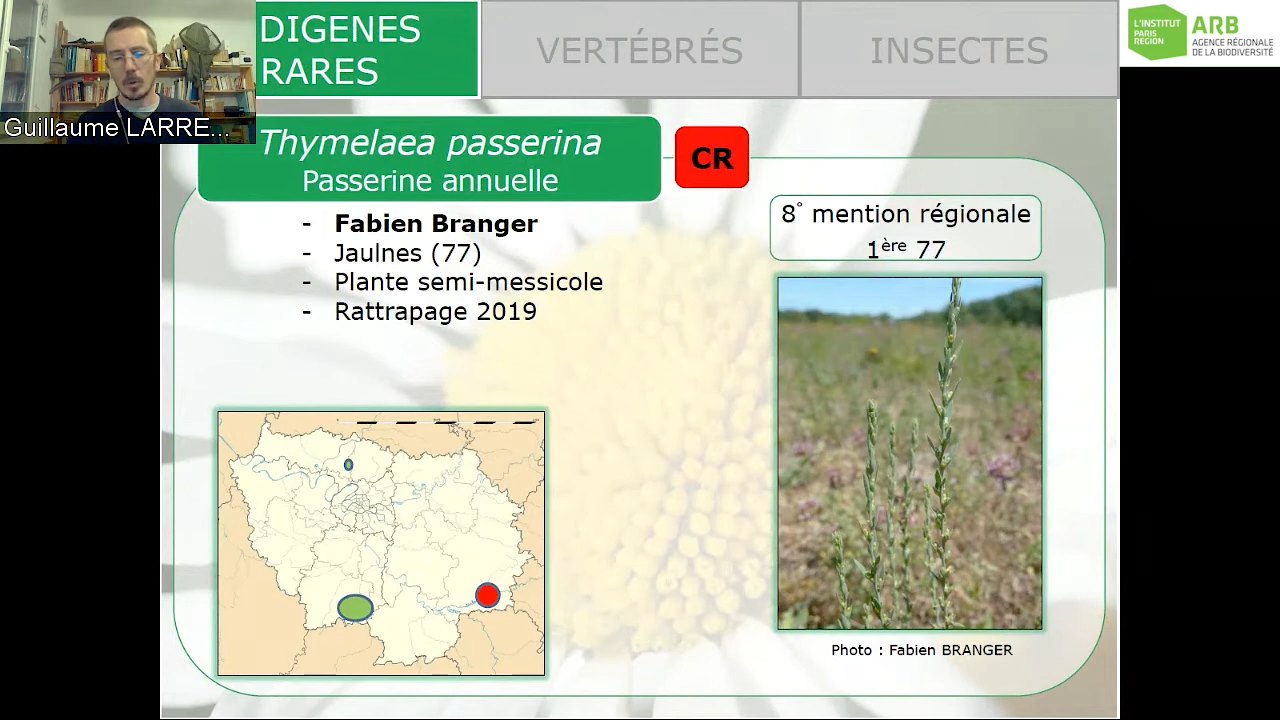 DIGENES
RARES
VERTÉBRÉS
INSECTES
L'INSTITUT
PARIS
REGION
ARB
AGENCE RÉGIONALE
DE LA BIODIVERSITÉ
Guillaume LARRE...
Thymelaea passerina
Passerine annuelle
CR
- Fabien Branger
- Jaulnes (77)
- Plante semi-messicole
- Rattrapage 2019
8° mention régionale
1ère 77
Photo : Fabien BRANGER